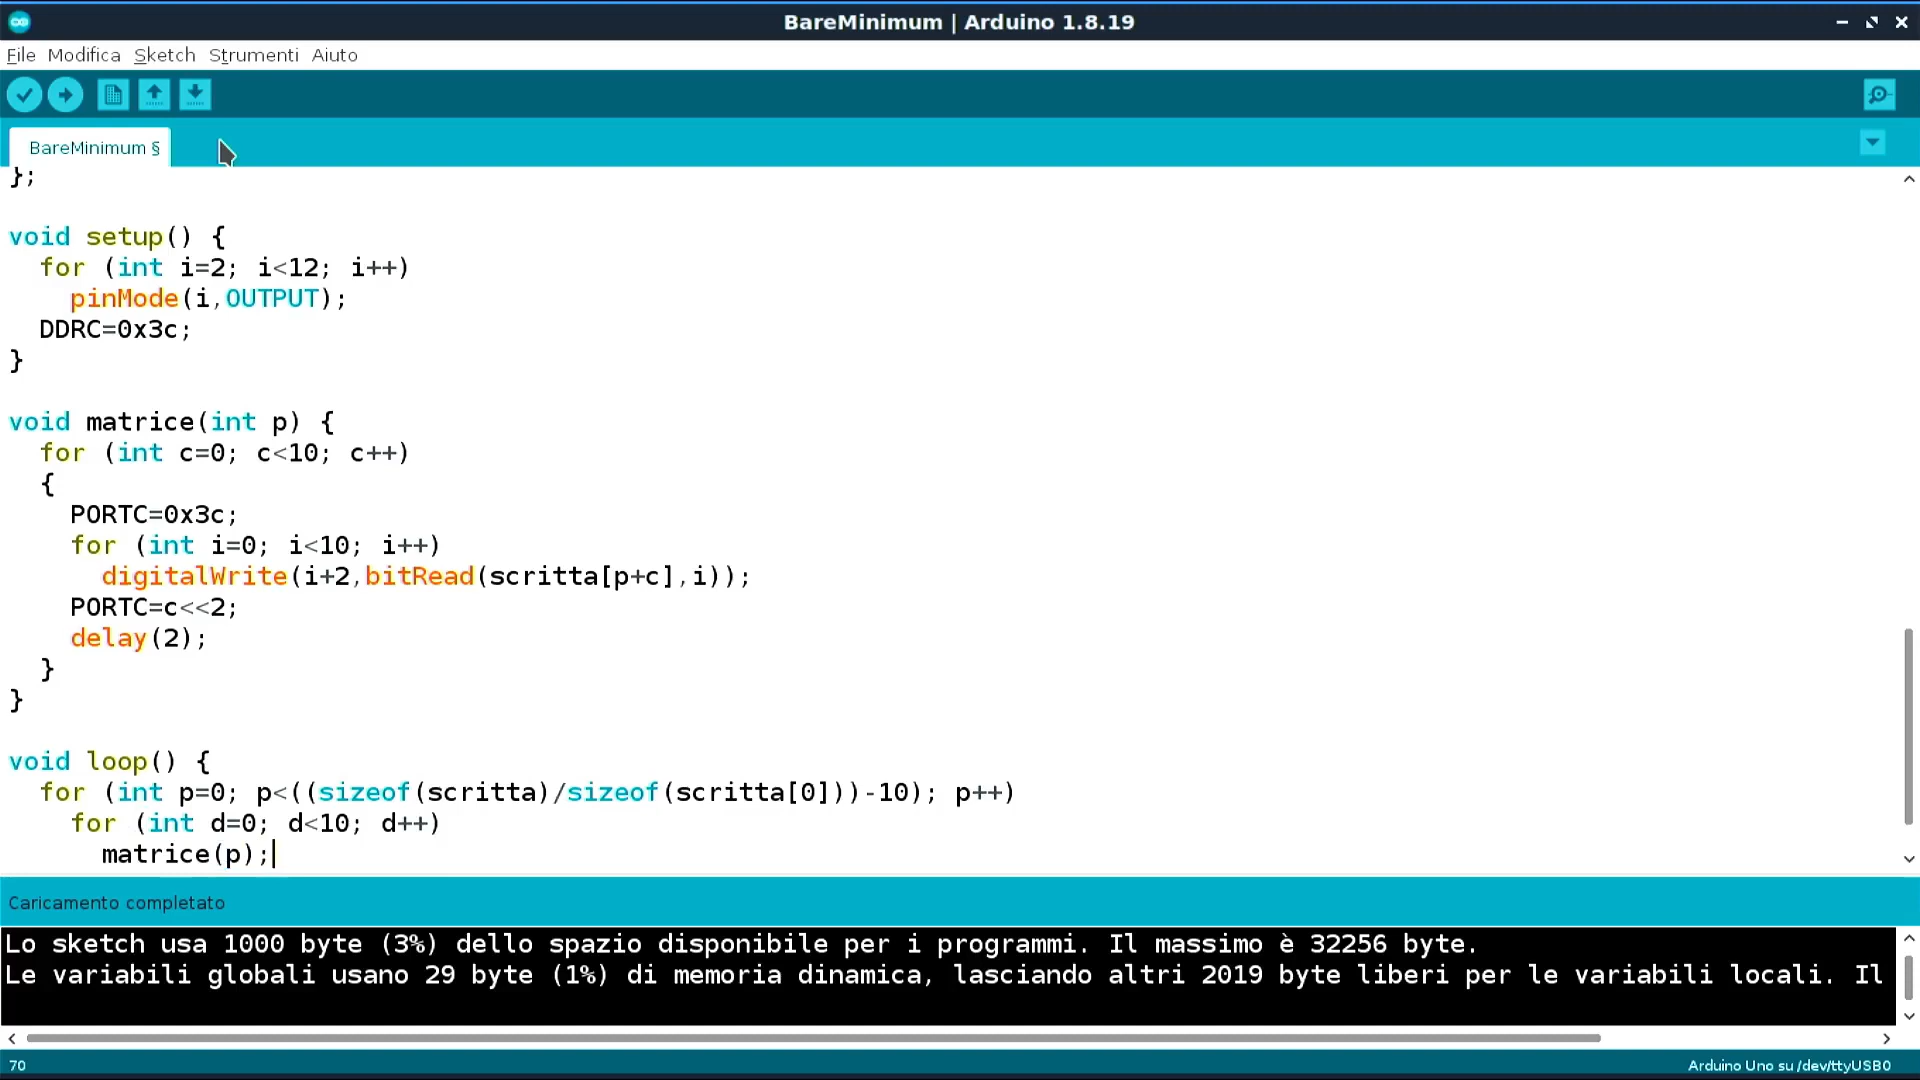 BareMinimum | Arduino 1.8.19
File Modifica Sketch Strumenti Aiuto
BareMinimum §
};
void setup() {
  for (int i=2; i<12; i++)
    pinMode(i,OUTPUT);
  DDRC=0x3c;
}
void matrice(int p) {
  for (int c=0; c<10; c++)
  {
    PORTC=0x3c;
    for (int i=0; i<10; i++)
      digitalWrite(i+2,bitRead(scritta[p+c],i));
    PORTC=c<<2;
    delay(2);
  }
}
void loop() {
  for (int p=0; p<((sizeof(scritta)/sizeof(scritta[0]))-10); p++)
    for (int d=0; d<10; d++)
      matrice(p);
Caricamento completato
Lo sketch usa 1000 byte (3%) dello spazio disponibile per i programmi. Il massimo è 32256 byte.
Le variabili globali usano 29 byte (1%) di memoria dinamica, lasciando altri 2019 byte liberi per le variabili locali. Il
70
Arduino Uno su /dev/ttyUSB0